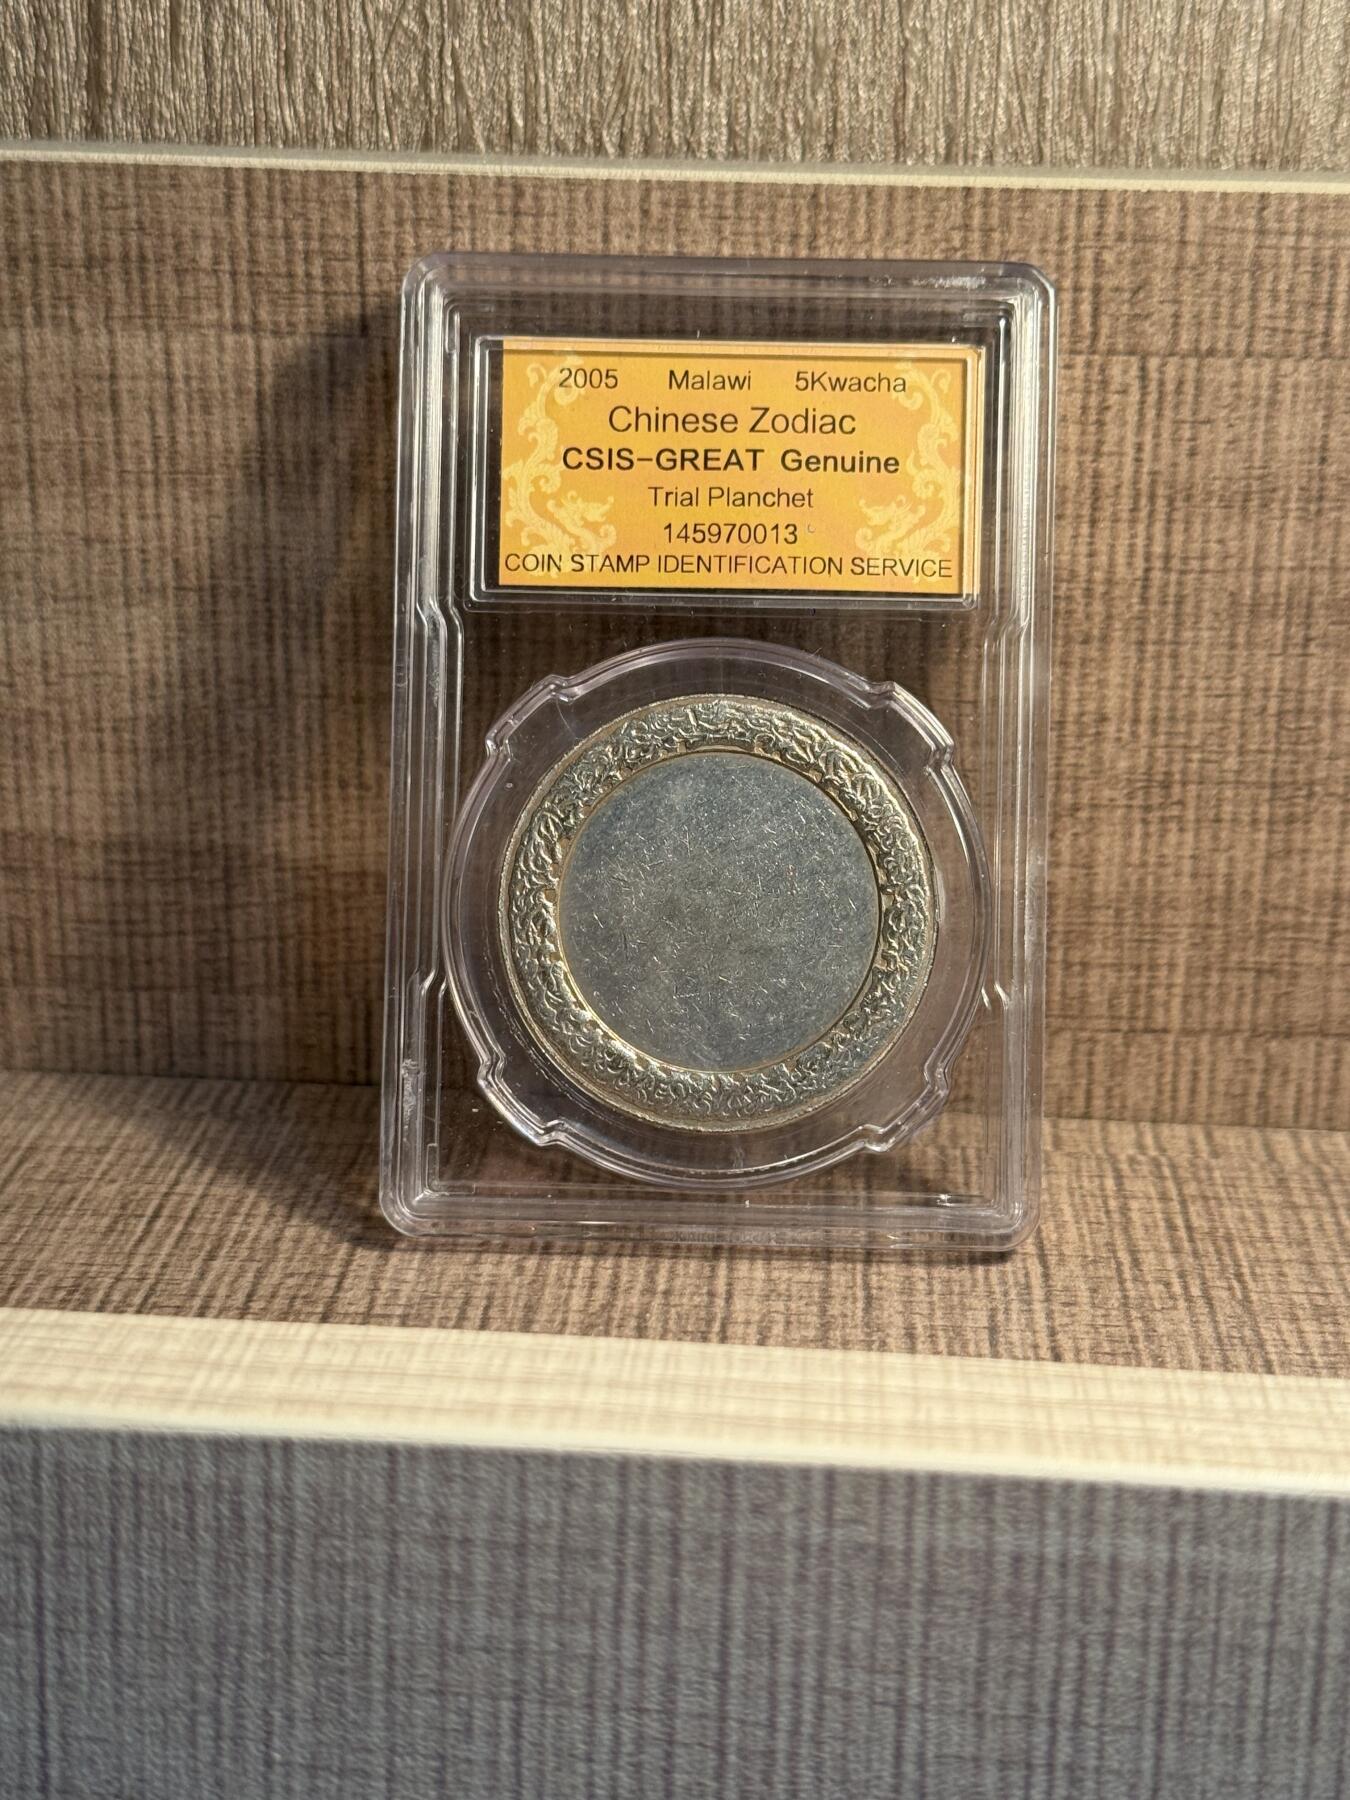 2005 Malawi 5Kwacha
Chinese Zodiac
CSIS-GREAT Genuine
Trial Planchet
145970013
COIN STAMP IDENTIFICATION SERVICE